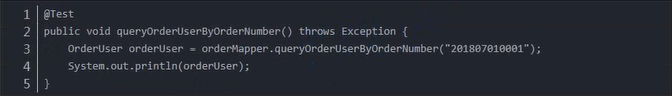 1 @Test
2 public void queryOrderUserByOrderNumber() throws Exception {
3     OrderUser orderUser = orderMapper.queryOrderUserByOrderNumber("201807010001");
4     System.out.println(orderUser);
5 }